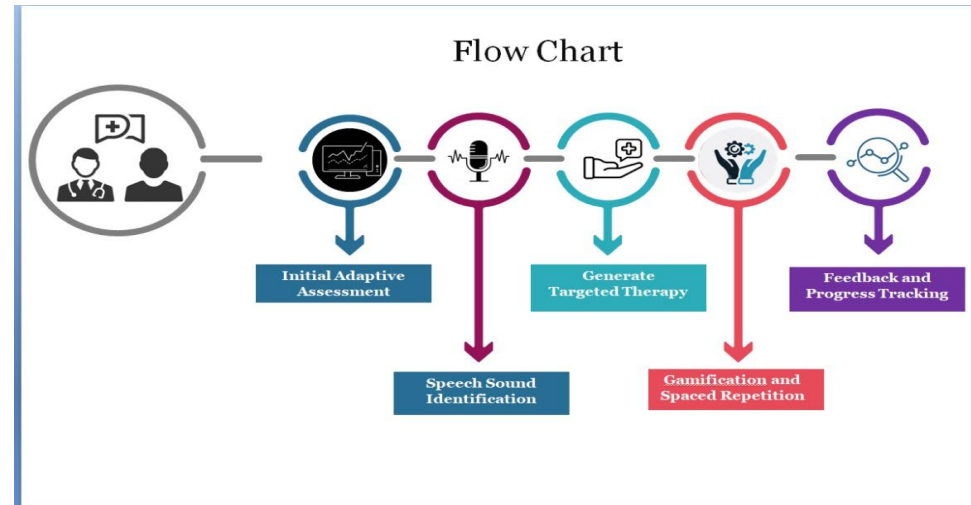 Flow Chart
Initial Adaptive
Assessment
Speech Sound
Identification
Generate
Targeted Therapy
Gamification and
Spaced Repetition
Feedback and
Progress Tracking